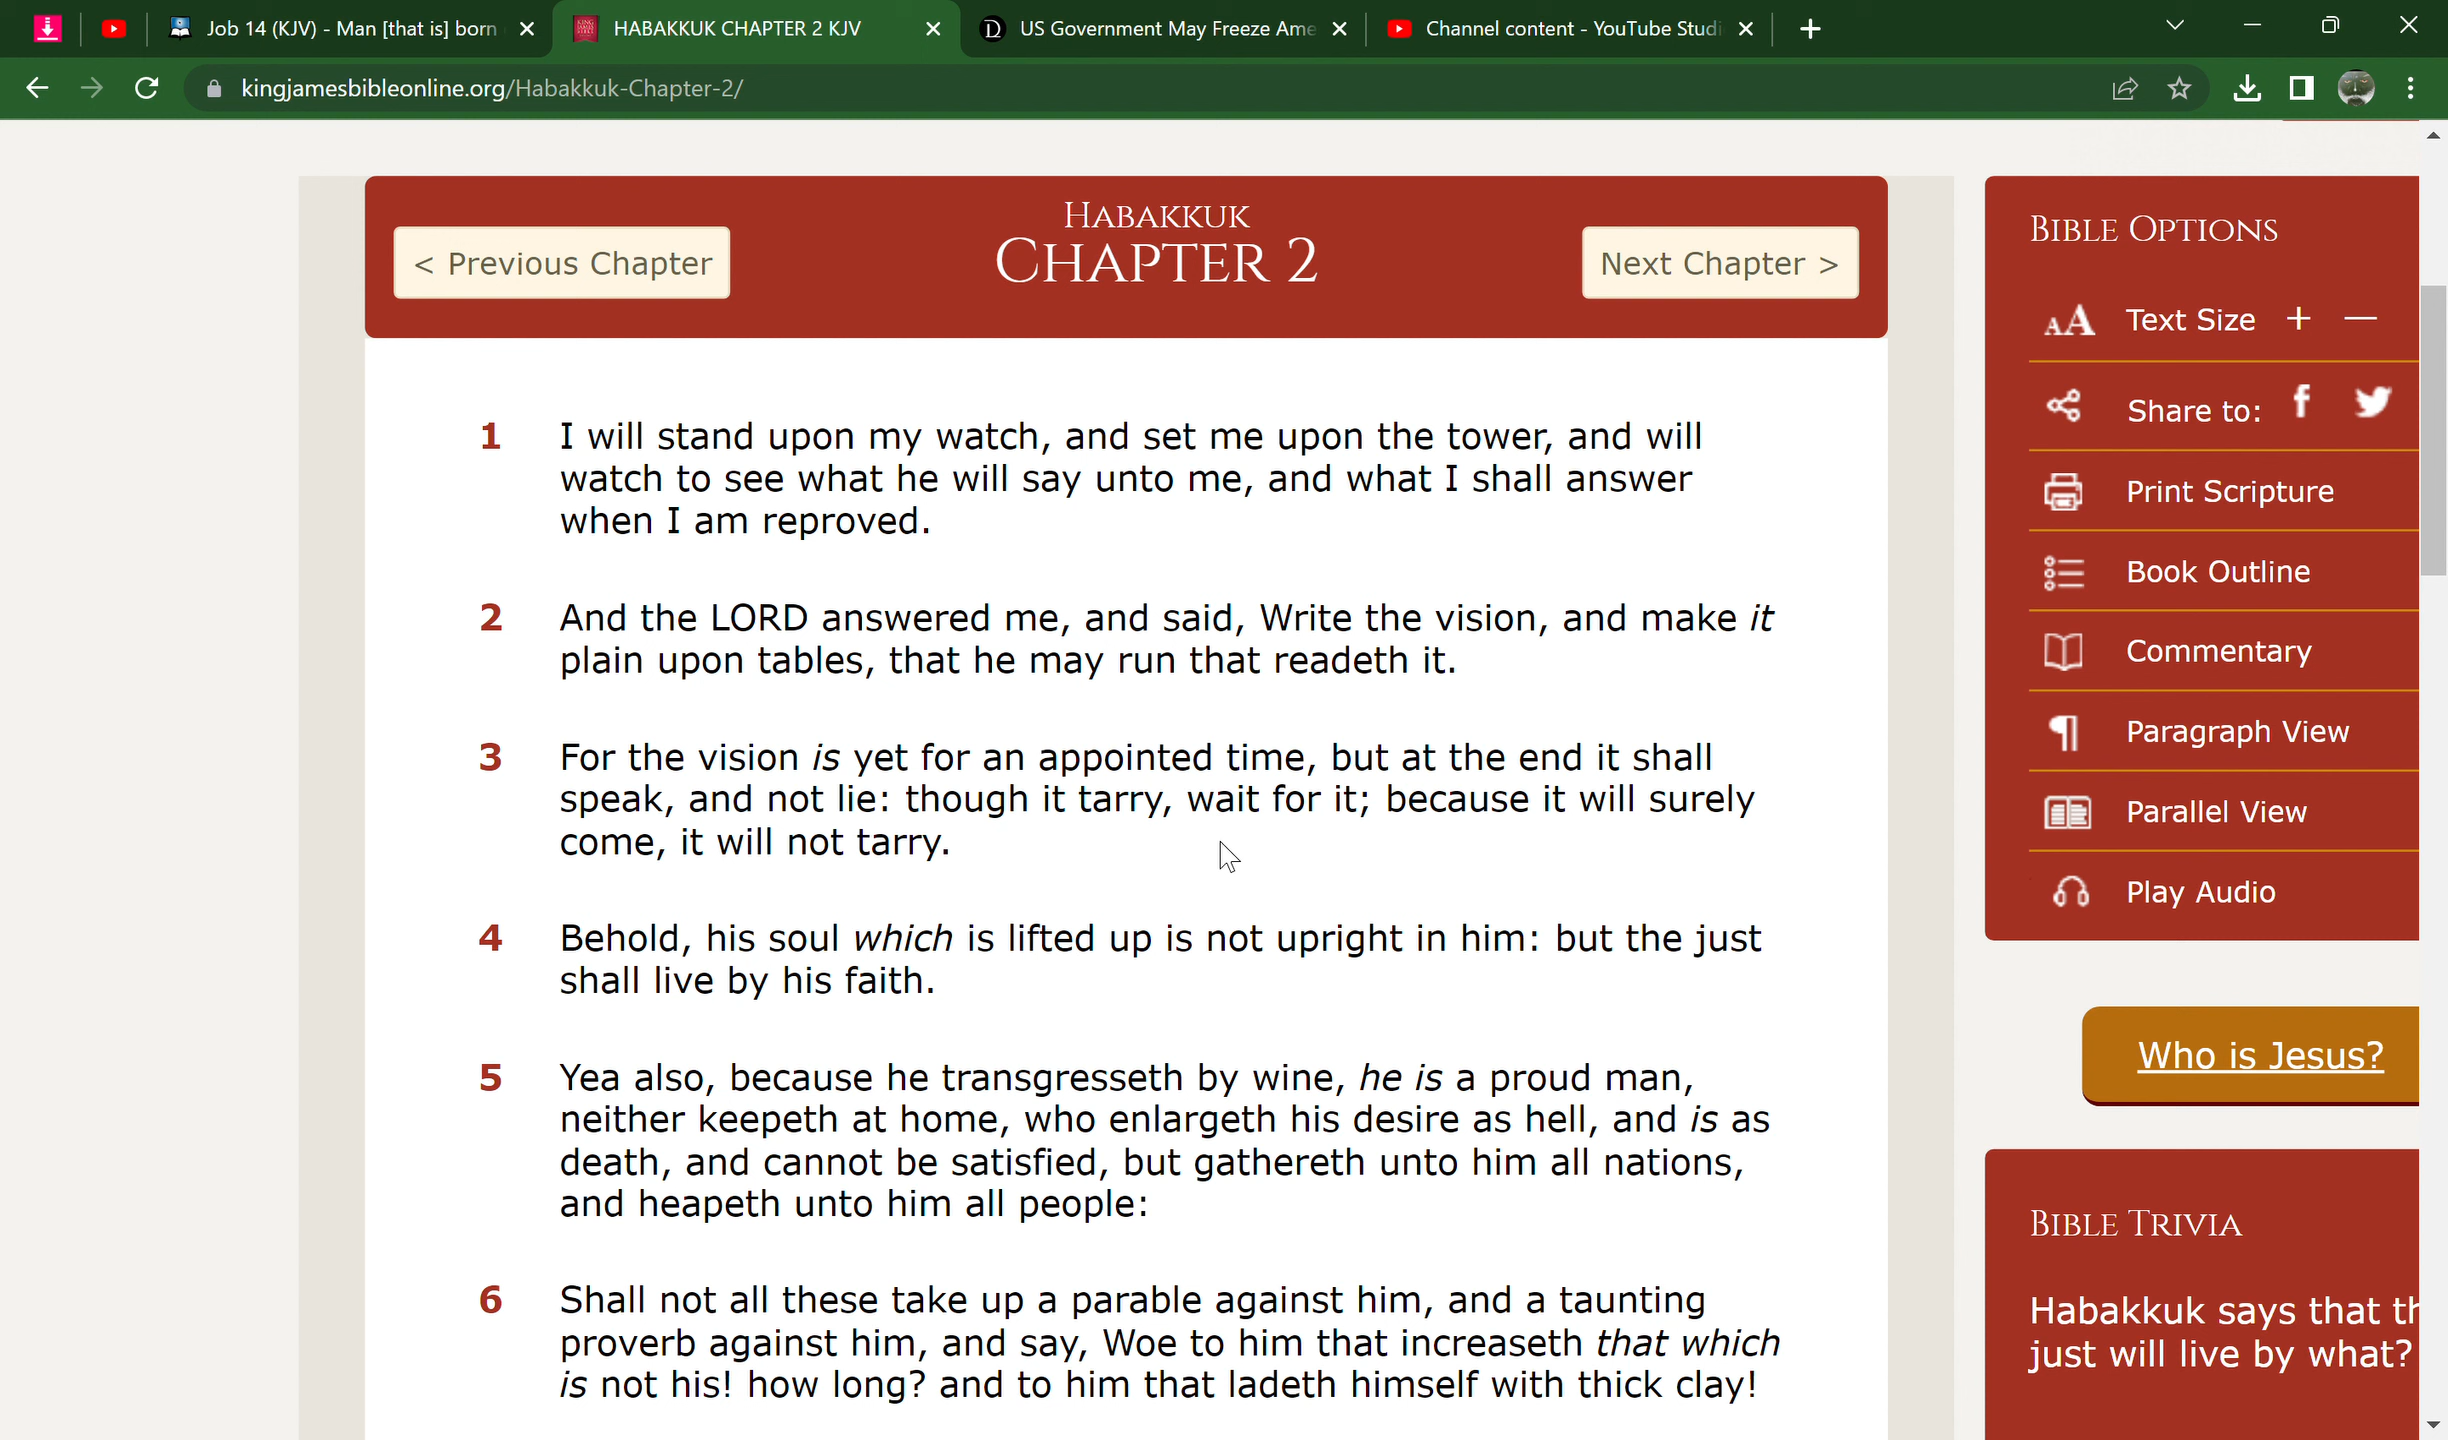 Job 14 (KJV) - Man [that is] born
HABAKKUK CHAPTER 2 KJV
US Government May Freeze Ame
Channel content - YouTube Studi
kingjamesbibleonline.org/Habakkuk-Chapter-2/
< Previous Chapter
Habakkuk
Chapter 2
Next Chapter >
1 I will stand upon my watch, and set me upon the tower, and will
watch to see what he will say unto me, and what I shall answer
when I am reproved.
2 And the LORD answered me, and said, Write the vision, and make it
plain upon tables, that he may run that readeth it.
3 For the vision is yet for an appointed time, but at the end it shall
speak, and not lie: though it tarry, wait for it; because it will surely
come, it will not tarry.
4 Behold, his soul which is lifted up is not upright in him: but the just
shall live by his faith.
5 Yea also, because he transgresseth by wine, he is a proud man,
neither keepeth at home, who enlargeth his desire as hell, and is as
death, and cannot be satisfied, but gathereth unto him all nations,
and heapeth unto him all people:
6 Shall not all these take up a parable against him, and a taunting
proverb against him, and say, Woe to him that increaseth that which
is not his! how long? and to him that ladeth himself with thick clay!
Bible Options
AA Text Size + —
Share to:
Print Scripture
Book Outline
Commentary
Paragraph View
Parallel View
Play Audio
Who is Jesus?
Bible Trivia
Habakkuk says that th
just will live by what?